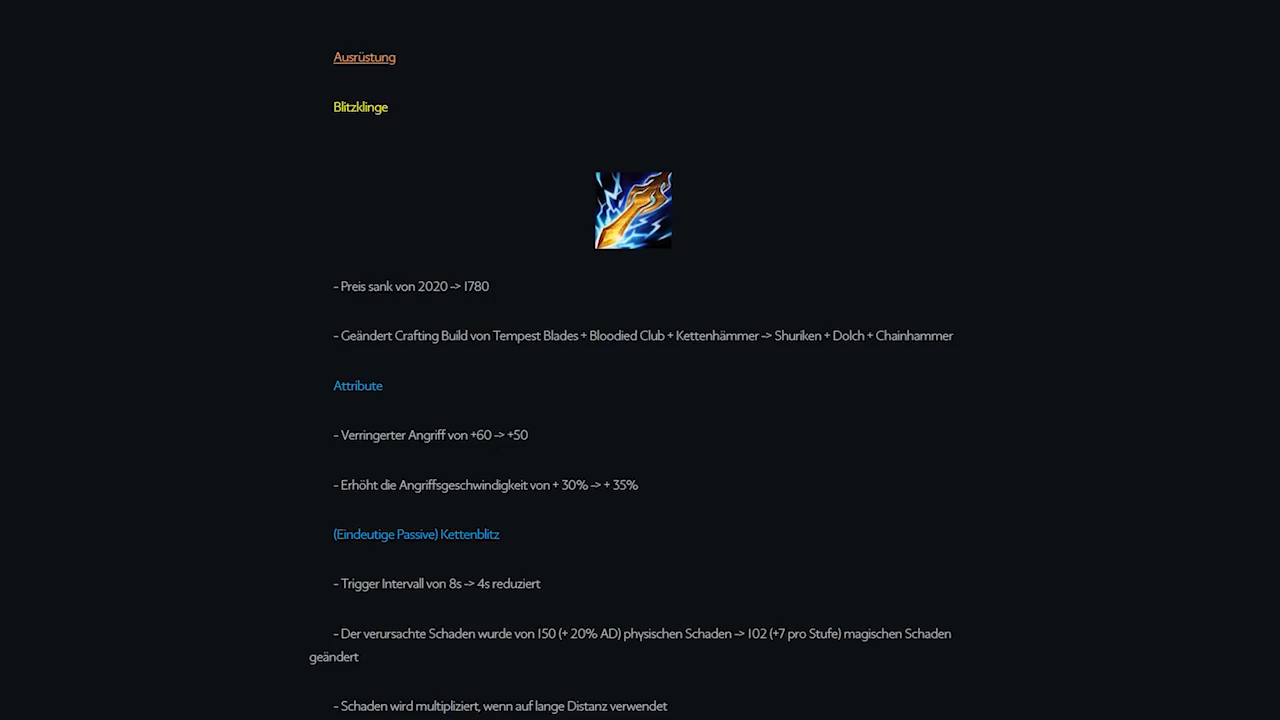 Ausrüstung
Blitzklinge
- Preis sank von 2020 -> 1780
- Geändert Crafting Build von Tempest Blades + Bloodied Club + Kettenhämmer -> Shuriken + Dolch + Chainhammer
Attribute
- Verringerter Angriff von +60 -> +50
- Erhöht die Angriffsgeschwindigkeit von + 30% -> + 35%
(Eindeutige Passive) Kettenblitz
- Trigger Intervall von 8s -> 4s reduziert
- Der verursachte Schaden wurde von 150 (+ 20% AD) physischen Schaden -> 102 (+7 pro Stufe) magischen Schaden
geändert
- Schaden wird multipliziert, wenn auf lange Distanz verwendet